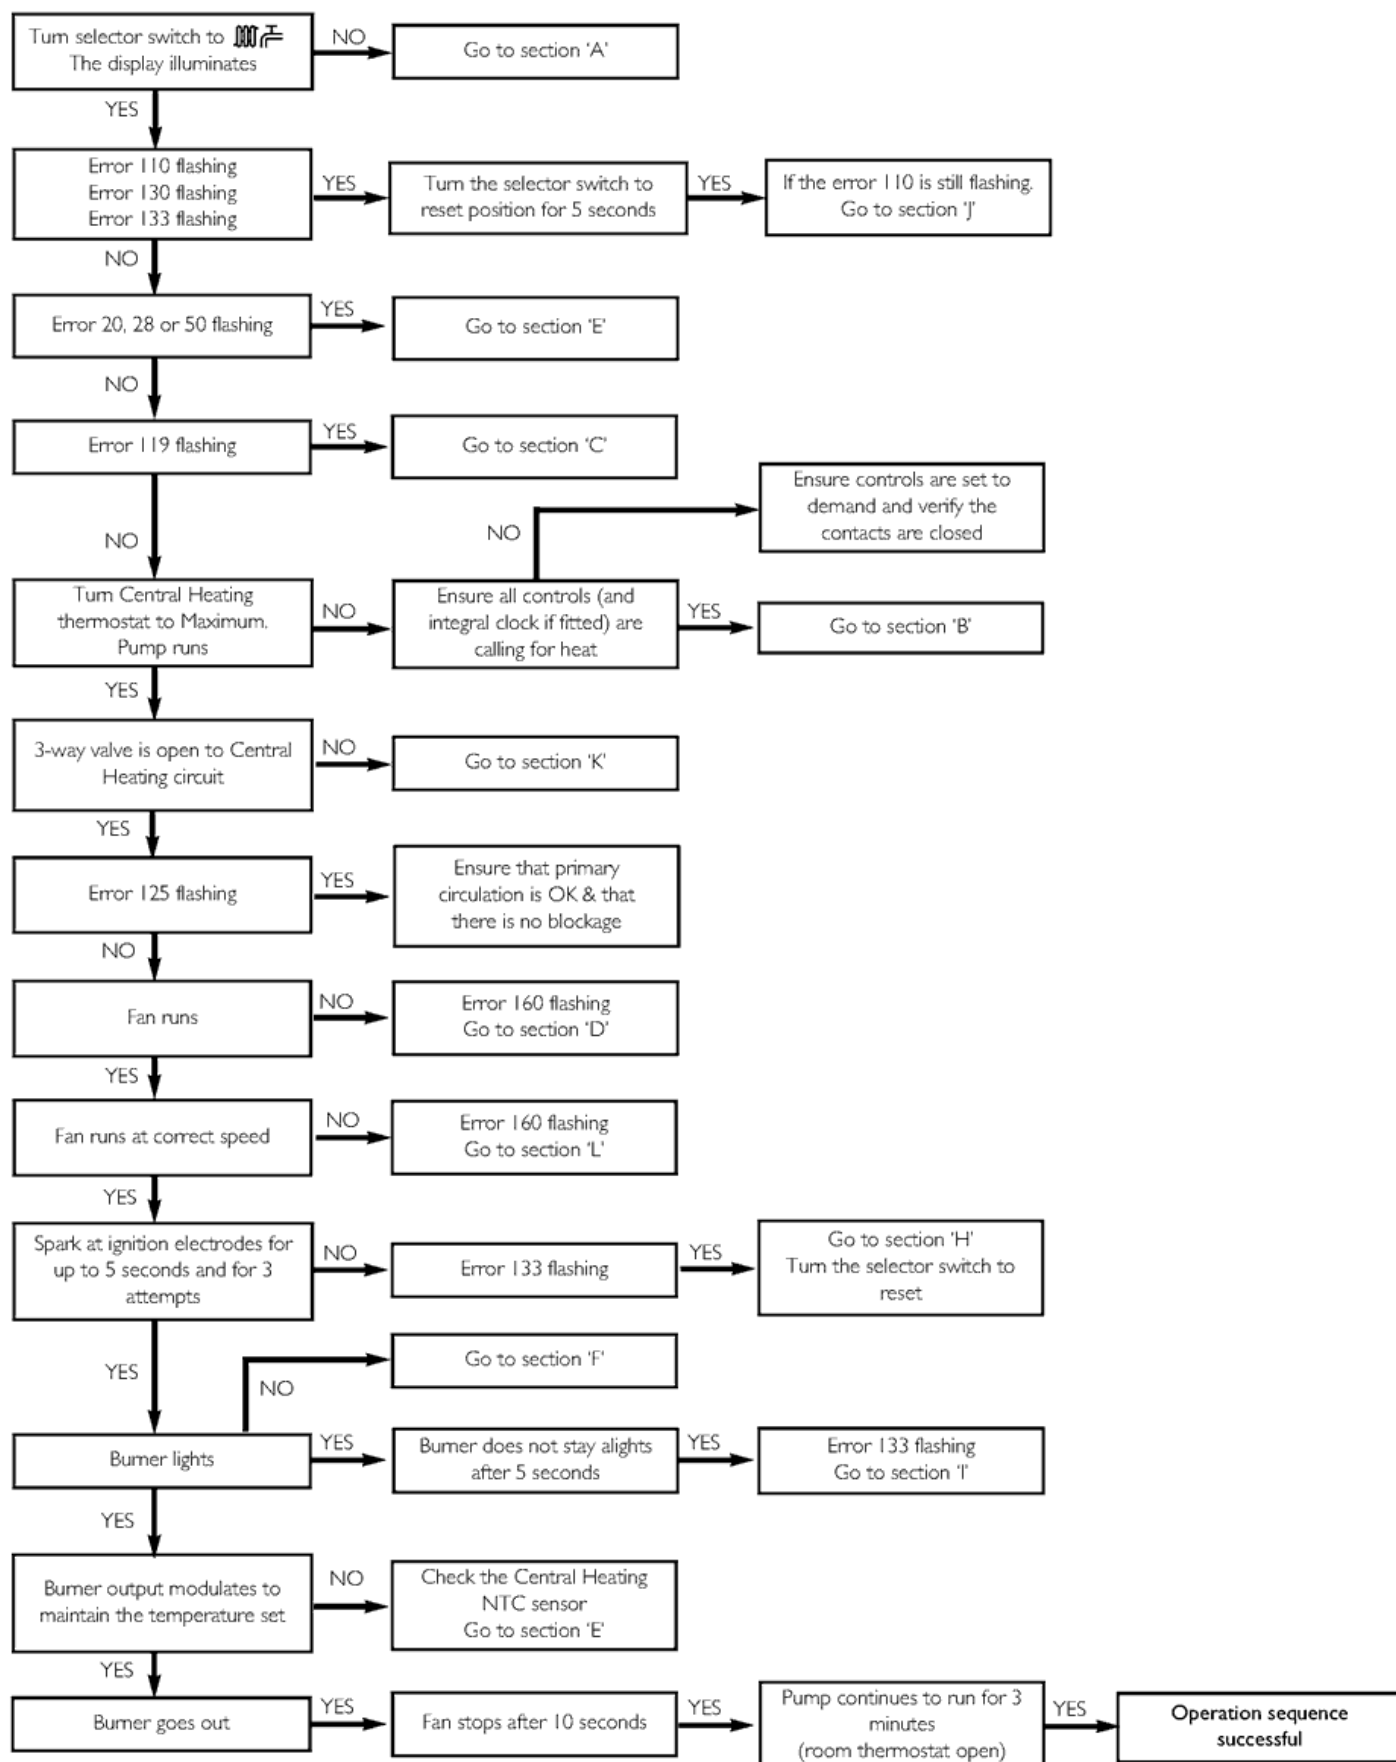 Turn selector switch to
The display illuminates
NO
Go to section ‘A’
YES
Error 110 flashing
Error 130 flashing
Error 133 flashing
YES
Turn the selector switch to
reset position for 5 seconds
YES
If the error 110 is still flashing.
Go to section ‘J’
NO
Error 20, 28 or 50 flashing
YES
Go to section ‘E’
NO
Error 119 flashing
YES
Go to section ‘C’
NO
Turn Central Heating
thermostat to Maximum.
Pump runs
NO
Ensure all controls (and
integral clock if fitted) are
calling for heat
NO
Ensure controls are set to
demand and verify the
contacts are closed
YES
Go to section ‘B’
YES
3-way valve is open to Central
Heating circuit
NO
Go to section ‘K’
YES
Error 125 flashing
YES
Ensure that primary
circulation is OK & that
there is no blockage
NO
Fan runs
NO
Error 160 flashing
Go to section ‘D’
YES
Fan runs at correct speed
NO
Error 160 flashing
Go to section ‘L’
YES
Spark at ignition electrodes for
up to 5 seconds and for 3
attempts
NO
Error 133 flashing
YES
Go to section ‘H’
Turn the selector switch to
reset
YES
NO
Go to section ‘F’
Burner lights
YES
Burner does not stay alights
after 5 seconds
YES
Error 133 flashing
Go to section ‘I’
YES
Burner output modulates to
maintain the temperature set
NO
Check the Central Heating
NTC sensor
Go to section ‘E’
YES
Burner goes out
YES
Fan stops after 10 seconds
YES
Pump continues to run for 3
minutes
(room thermostat open)
YES
Operation sequence
successful